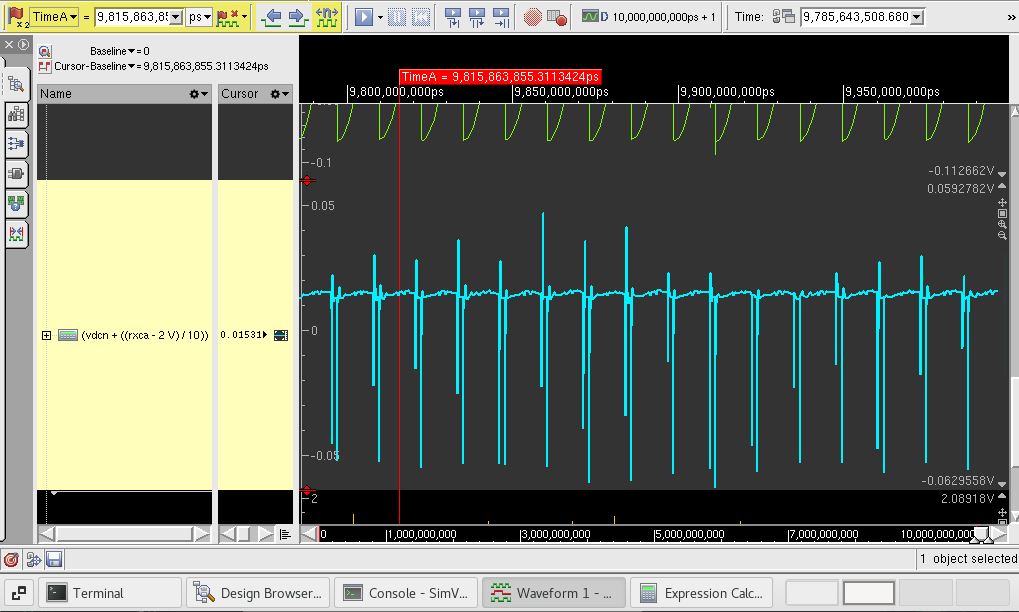 TimeA = 9,815,863,8 ps D 10,000,000,000ps + 1 Time: 9,785,643,508.680 »
x2
Baseline = 0
Cursor-Baseline = 9,815,863,855.3113424ps
TimeA = 9,815,863,855.3113424ps
Name Cursor 9,800,000,000ps 9,850,000,000ps 9,900,000,000ps 9,950,000,000ps
-0.1
-0.112662V
0.0592782V
0.05
(vdcn + ((rxca - 2 V) / 10)) 0.01531 0
-0.05
-0.0629558V
2
2.08918V
0 1,000,000,000 3,000,000,000 5,000,000,000 7,000,000,000 10,000,000,
1 object selected
Terminal Design Browser... Console - SimV... Waveform 1 - ... Expression Calc...